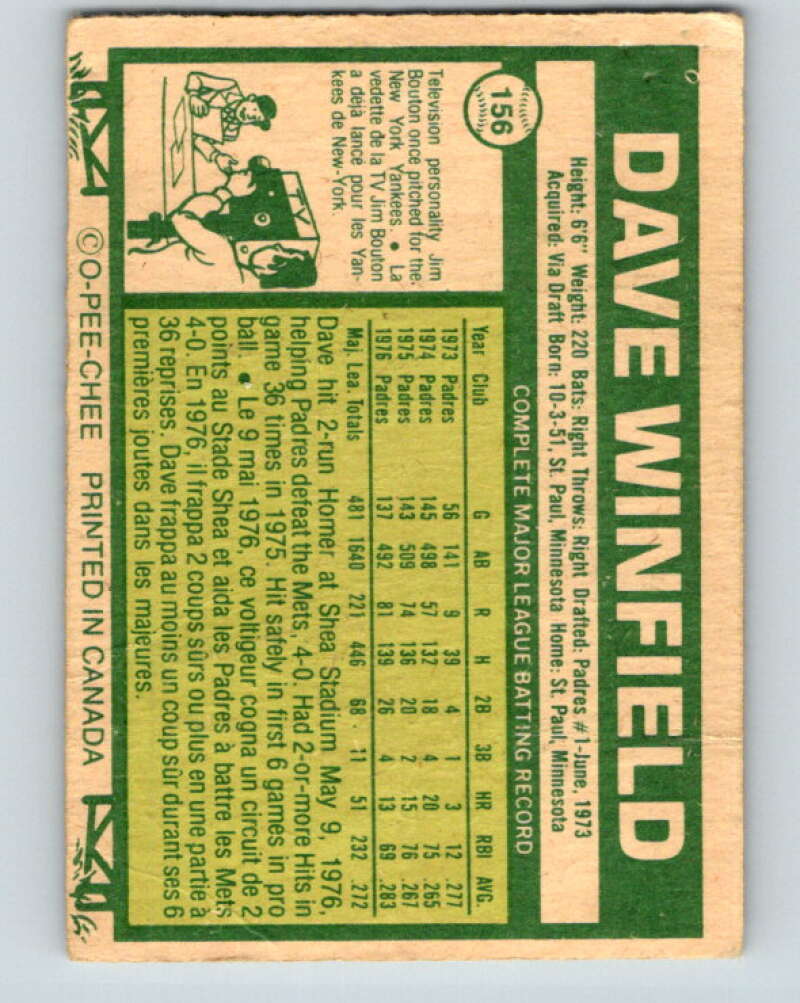 DAVE WINFIELD
Height: 6'6" Weight: 220 Bats: Right Throws: Right Drafted: Padres #1-June, 1973
Acquired: Via Draft Born: 10-3-51, St. Paul, Minnesota Home: St. Paul, Minnesota
156
COMPLETE MAJOR LEAGUE BATTING RECORD
Year Club G AB R H 2B 3B HR RBI AVG.
1973 Padres 56 141 9 39 4 1 3 12 .277
1974 Padres 145 498 57 132 18 4 20 75 .265
1975 Padres 143 509 74 136 20 2 15 76 .267
1976 Padres 137 492 81 139 26 4 13 69 .283
Maj. Lea. Totals 481 1640 221 446 68 11 51 232 .272
Television personality Jim
Bouton once pitched for the
New York Yankees • La
vedette de la TV Jim Bouton
a déjà lancé pour les Yan-
kees de New-York.
TV
Dave hit 2-run Homer at Shea Stadium May 9, 1976,
helping Padres defeat the Mets, 4-0. Had 2-or-more Hits in
game 36 times in 1975. Hit safely in first 6 games in pro
ball. • Le 9 mai 1976, ce voltigeur cogna un circuit de 2
points au Stade Shea et aida les Padres à battre les Mets
4-0. En 1976, il frappa 2 coups sûrs ou plus en une partie à
36 reprises. Dave frappa au moins un coup sûr durant ses 6
premières joutes dans les majeures.
©O-PEE-CHEE PRINTED IN CANADA